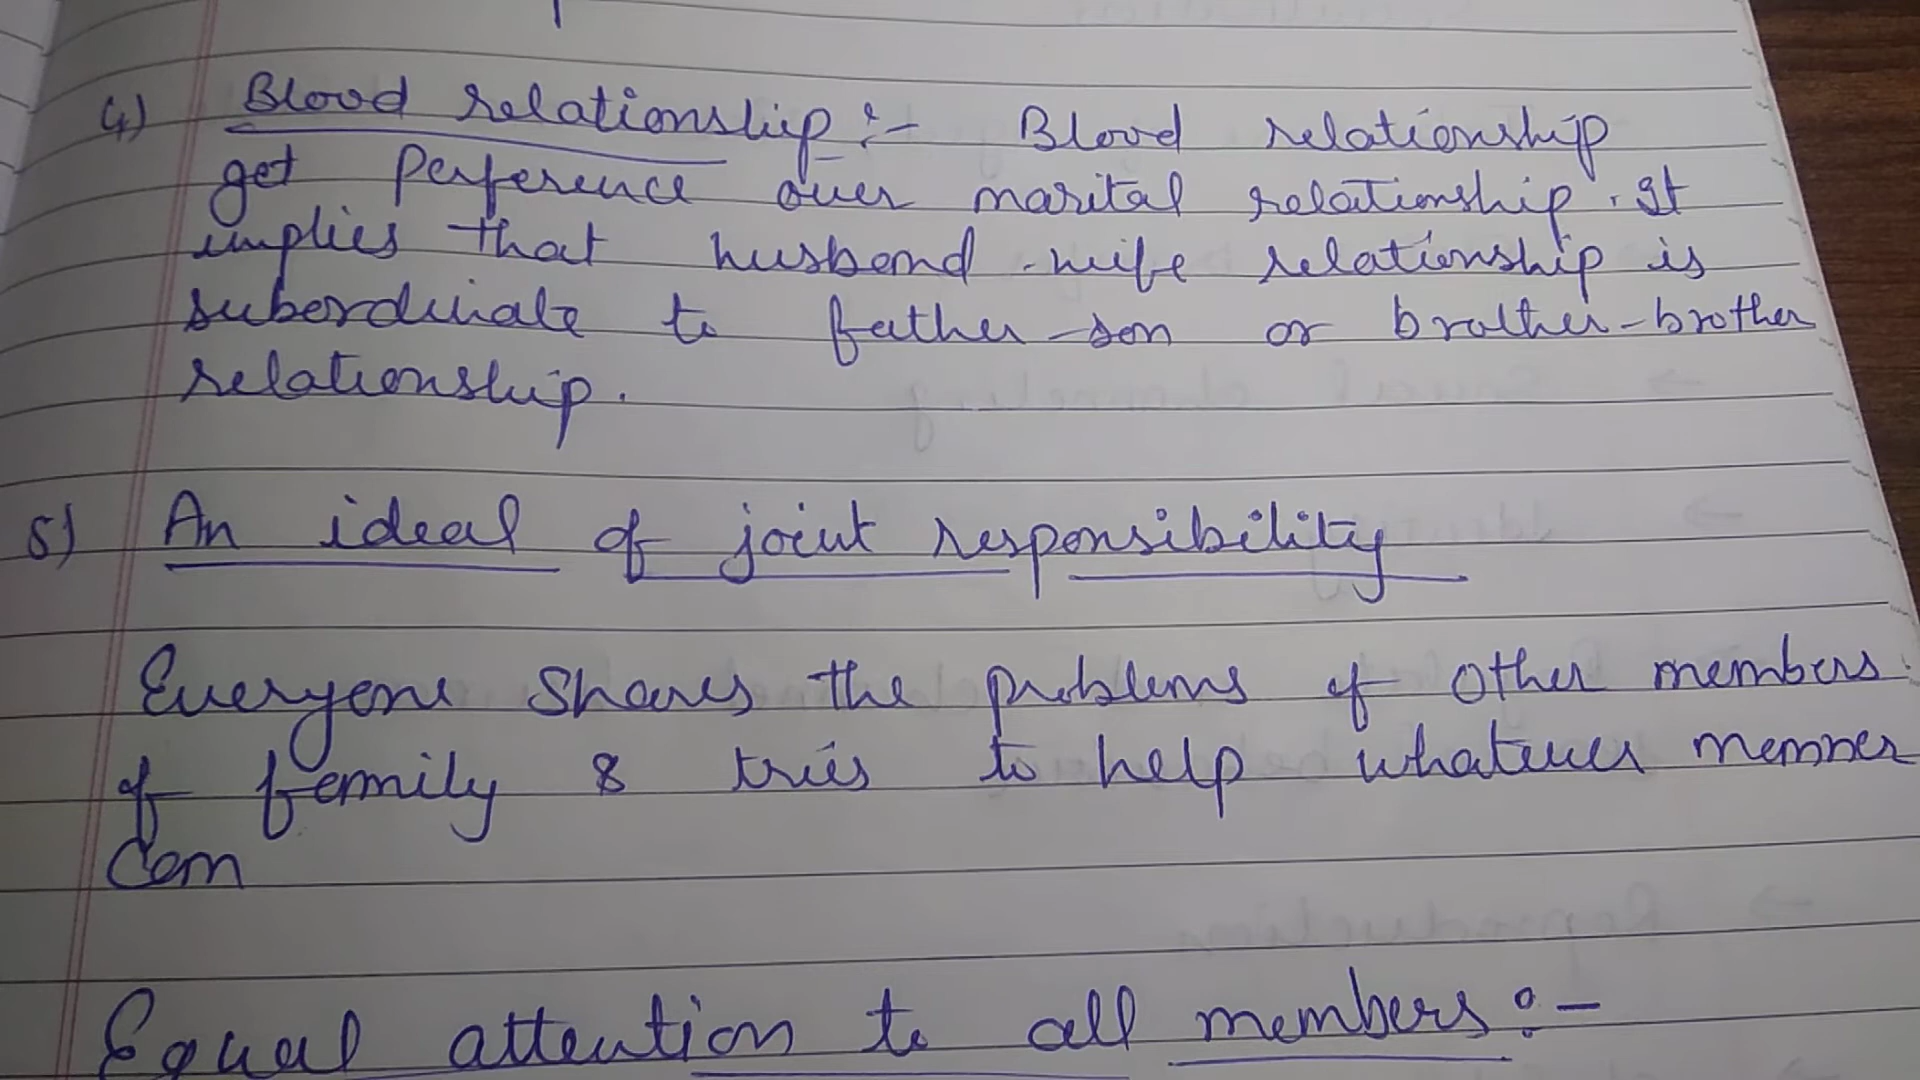 4) Blood relationship :- Blood relationship
get perference over marital relationship. It
implies that husband-wife relationship is
subordinate to father-son or brother-brother
relationship.
5) An ideal of joint responsibility
Everyone shares the problems of other members
of family & tries to help whatever memner
can
Equal attention to all members :-